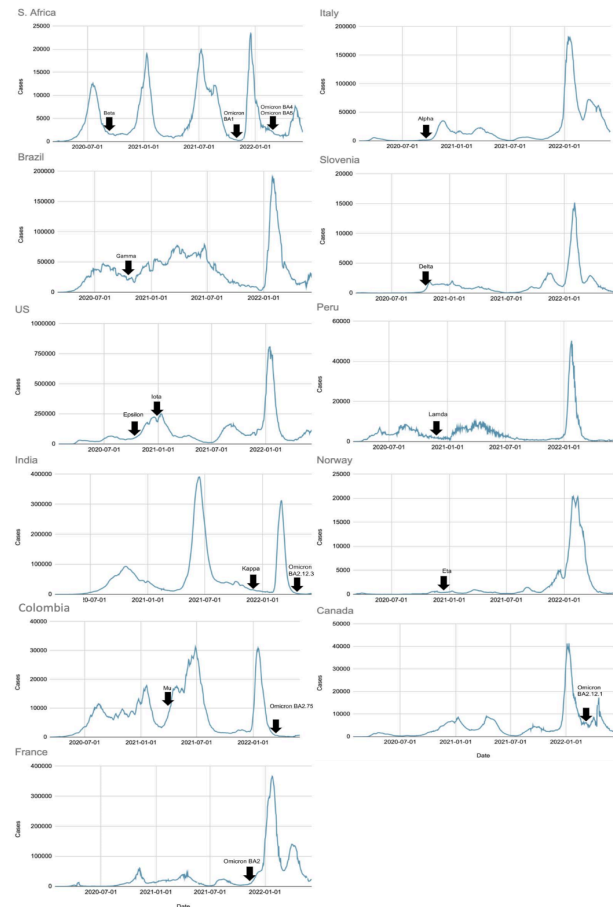 S. Africa
25000
20000
15000
10000
5000
0
Cases
Beta
Omicron
BA1
Omicron BA4
Omicron BA5
2020-07-01 2021-01-01 2021-07-01 2022-01-01
Italy
200000
150000
100000
50000
0
Cases
Alpha
2020-07-01 2021-01-01 2021-07-01 2022-01-01
Brazil
200000
150000
100000
50000
0
Cases
Gamma
2020-07-01 2021-01-01 2021-07-01 2022-01-01
Slovenia
20000
15000
10000
5000
0
Cases
Delta
2020-07-01 2021-01-01 2021-07-01 2022-01-01
US
1000000
750000
500000
250000
0
Cases
Epsilon
Iota
2020-07-01 2021-01-01 2021-07-01 2022-01-01
Peru
60000
40000
20000
0
Cases
Lamda
2020-07-01 2021-01-01 2021-07-01 2022-01-01
India
400000
300000
200000
100000
0
Cases
Kappa
Omicron
BA2.12.3
!0-07-01 2021-01-01 2021-07-01 2022-01-01
Norway
25000
20000
15000
10000
5000
0
Cases
Eta
2020-07-01 2021-01-01 2021-07-01 2022-01-01
Colombia
40000
30000
20000
10000
0
Cases
Mu
Omicron BA2.75
2020-07-01 2021-01-01 2021-07-01 2022-01-01
Canada
50000
40000
30000
20000
10000
0
Cases
Omicron
BA2.12.1
2020-07-01 2021-01-01 2021-07-01 2022-01-01
Date
France
400000
300000
200000
100000
0
Cases
Omicron BA2
2020-07-01 2021-01-01 2021-07-01 2022-01-01
Date